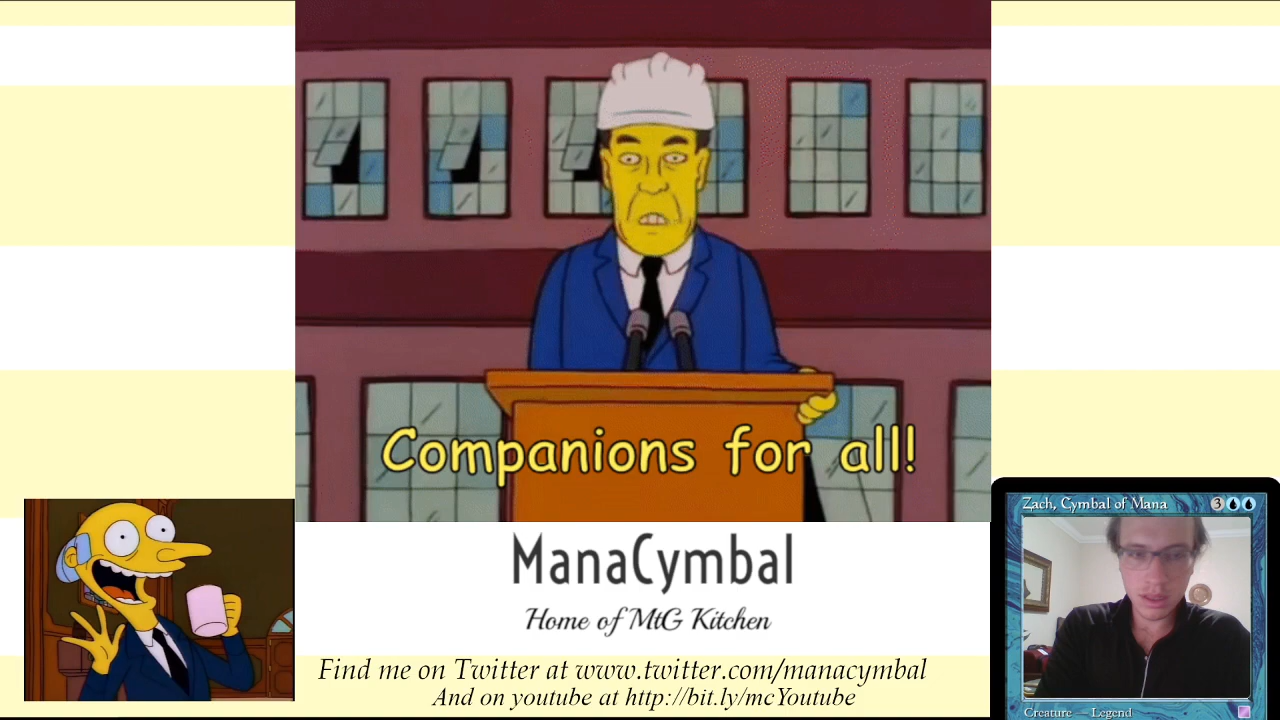 Companions for all!
Zach, Cymbal of Mana 3
ManaCymbal
Home of MtG Kitchen
Find me on Twitter at www.twitter.com/manacymbal
And on youtube at http://bit.ly/mcYoutube
Creature — Legend